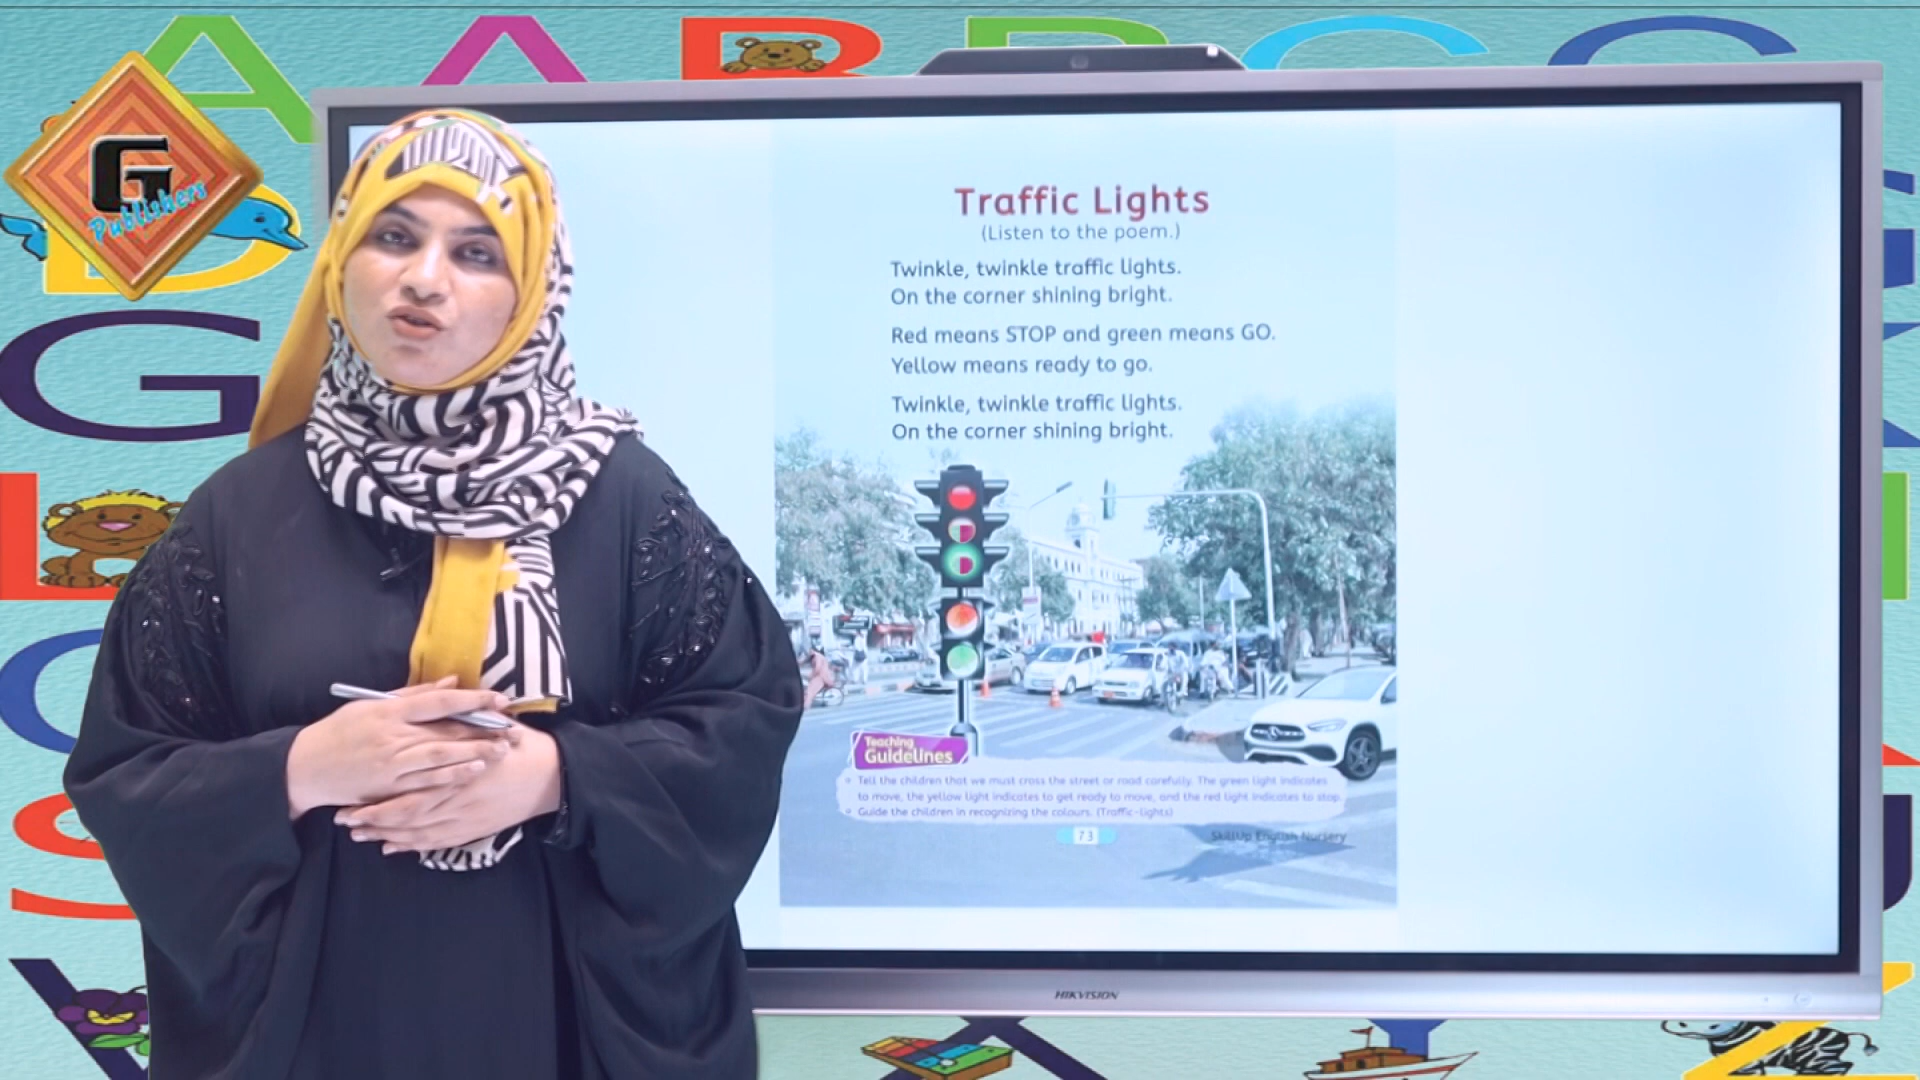 G
Publishers
Traffic Lights
(Listen to the poem.)
Twinkle, twinkle traffic lights.
On the corner shining bright.
Red means STOP and green means GO.
Yellow means ready to go.
Twinkle, twinkle traffic lights.
On the corner shining bright.
Teaching
Guidelines
Tell the children that we must cross the street or road carefully. The green light indicates
to move, the yellow light indicates to get ready to move, and the red light indicates to stop.
Guide the children in recognizing the colours. (Traffic-lights)
73
SkillUp English Nursery
HIKVISION